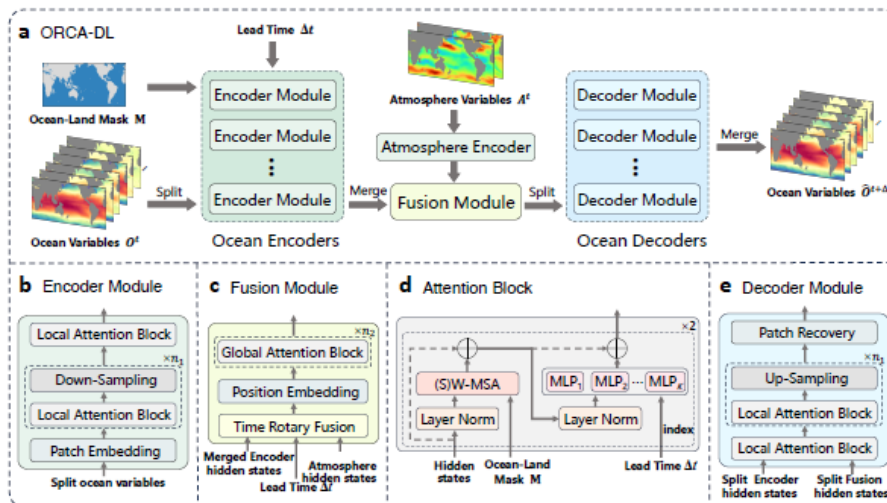 a ORCA-DL
Lead Time Δt
Ocean-Land Mask M
Ocean Variables Oᵗ
Split
Encoder Module
Encoder Module
⋮
Encoder Module
Ocean Encoders
Merge
Atmosphere Variables Aᵗ
Atmosphere Encoder
Fusion Module
Split
Decoder Module
Decoder Module
⋮
Decoder Module
Ocean Decoders
Merge
b Encoder Module
Local Attention Block
×n₁
Down-Sampling
Local Attention Block
Patch Embedding
Split ocean variables
c Fusion Module
×n₂
Global Attention Block
Position Embedding
Time Rotary Fusion
Merged Encoder
hidden states
Lead Time Δt
Atmosphere
hidden states
d Attention Block
×2
(S)W-MSA
Layer Norm
MLP₁ MLP₂ ... MLP
Layer Norm
index
Hidden
states
Ocean-Land
Mask M
Lead Time Δt
e Decoder Module
Patch Recovery
Up-Sampling
Local Attention Block
Local Attention Block
Split Encoder
hidden states
Split Fusion
hidden states
Ocean Variables